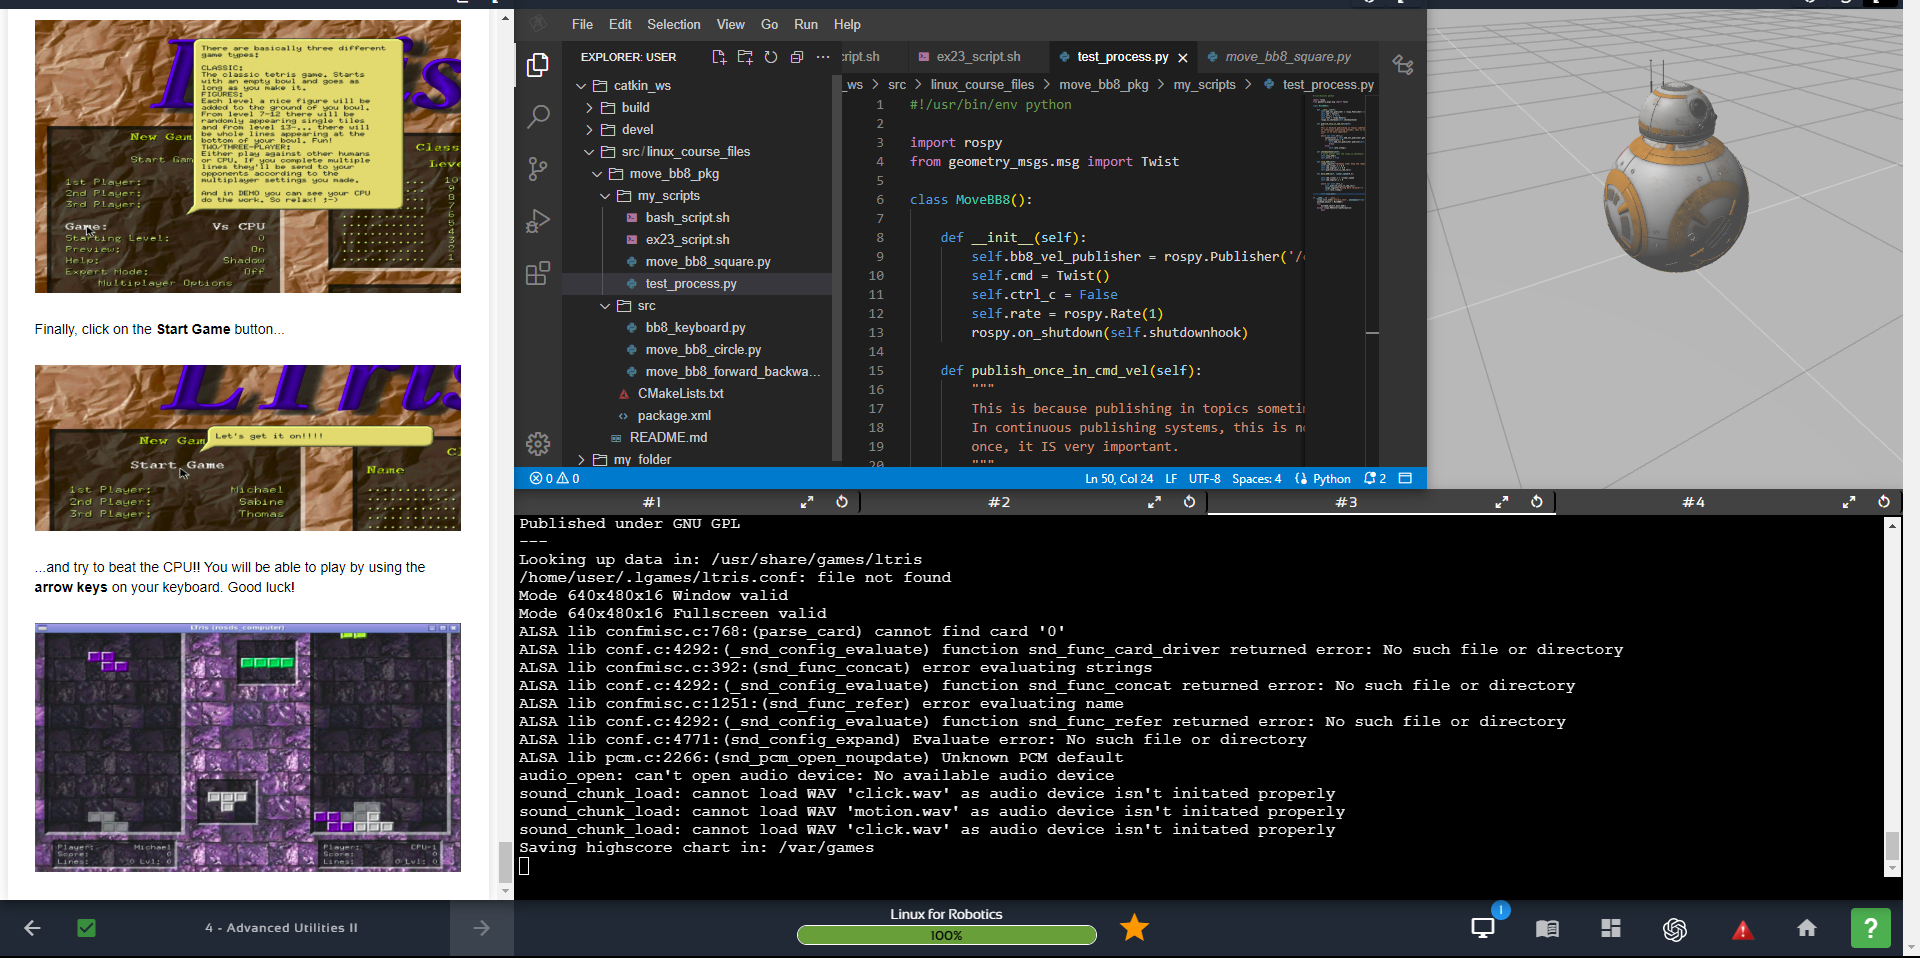 There are basically three different
game types:
CLASSIC:
The classic tetris game. Starts
with an empty bowl and goes as
long as you make it.
FIGURES:
Each level a nice figure will be
added to the ground of you bowl.
From level 7-12 there will be
randomly appearing single tiles
and from level 13-... there will
be whole lines appearing at the
bottom of your bowl. Fun!
TWO/THREE-PLAYER:
Either play against other humans
or CPU. If you complete multiple
lines they'll be send to your
opponents according to the
multiplayer settings you made.
And in DEMO you can see your CPU
do the work. So relax! ;-)
New Gam
Start Gam
1st Player:
2nd Player:
3rd Player:
Game: Vs CPU
Starting Level: 0
Preview: On
Help: Shadow
Expert Mode: Off
Multiplayer Options
Finally, click on the Start Game button...
LTris
New Gam
Let's get it on!!!!
Start Game
Name
1st Player: Michael
2nd Player: Sabine
3rd Player: Thomas
...and try to beat the CPU!! You will be able to play by using the
arrow keys on your keyboard. Good luck!
LTris (rosds_computer)
Player: Michael
Score: 0
Lines: 0 Lvl: 0
Player: CPU-1
Score: 0
Lines: 0 Lvl: 0
File Edit Selection View Go Run Help
EXPLORER: USER
catkin_ws
build
devel
src/linux_course_files
move_bb8_pkg
my_scripts
bash_script.sh
ex23_script.sh
move_bb8_square.py
test_process.py
src
bb8_keyboard.py
move_bb8_circle.py
move_bb8_forward_backwa...
CMakeLists.txt
package.xml
README.md
my_folder
ript.sh ex23_script.sh test_process.py move_bb8_square.py
_ws > src > linux_course_files > move_bb8_pkg > my_scripts > test_process.py
1 #!/usr/bin/env python
2
3 import rospy
4 from geometry_msgs.msg import Twist
5
6 class MoveBB8():
7
8 def __init__(self):
9 self.bb8_vel_publisher = rospy.Publisher('/
10 self.cmd = Twist()
11 self.ctrl_c = False
12 self.rate = rospy.Rate(1)
13 rospy.on_shutdown(self.shutdownhook)
14
15 def publish_once_in_cmd_vel(self):
16 """
17 This is because publishing in topics someti
18 In continuous publishing systems, this is n
19 once, it IS very important.
20 """
0 0 Ln 50, Col 24 LF UTF-8 Spaces: 4 Python 2
#1 #2 #3 #4
Published under GNU GPL
---
Looking up data in: /usr/share/games/ltris
/home/user/.lgames/ltris.conf: file not found
Mode 640x480x16 Window valid
Mode 640x480x16 Fullscreen valid
ALSA lib confmisc.c:768:(parse_card) cannot find card '0'
ALSA lib conf.c:4292:(_snd_config_evaluate) function snd_func_card_driver returned error: No such file or directory
ALSA lib confmisc.c:392:(snd_func_concat) error evaluating strings
ALSA lib conf.c:4292:(_snd_config_evaluate) function snd_func_concat returned error: No such file or directory
ALSA lib confmisc.c:1251:(snd_func_refer) error evaluating name
ALSA lib conf.c:4292:(_snd_config_evaluate) function snd_func_refer returned error: No such file or directory
ALSA lib conf.c:4771:(snd_config_expand) Evaluate error: No such file or directory
ALSA lib pcm.c:2266:(snd_pcm_open_noupdate) Unknown PCM default
audio_open: can't open audio device: No available audio device
sound_chunk_load: cannot load WAV 'click.wav' as audio device isn't initated properly
sound_chunk_load: cannot load WAV 'motion.wav' as audio device isn't initated properly
sound_chunk_load: cannot load WAV 'click.wav' as audio device isn't initated properly
Saving highscore chart in: /var/games
4 - Advanced Utilities II
Linux for Robotics
100%
1
?